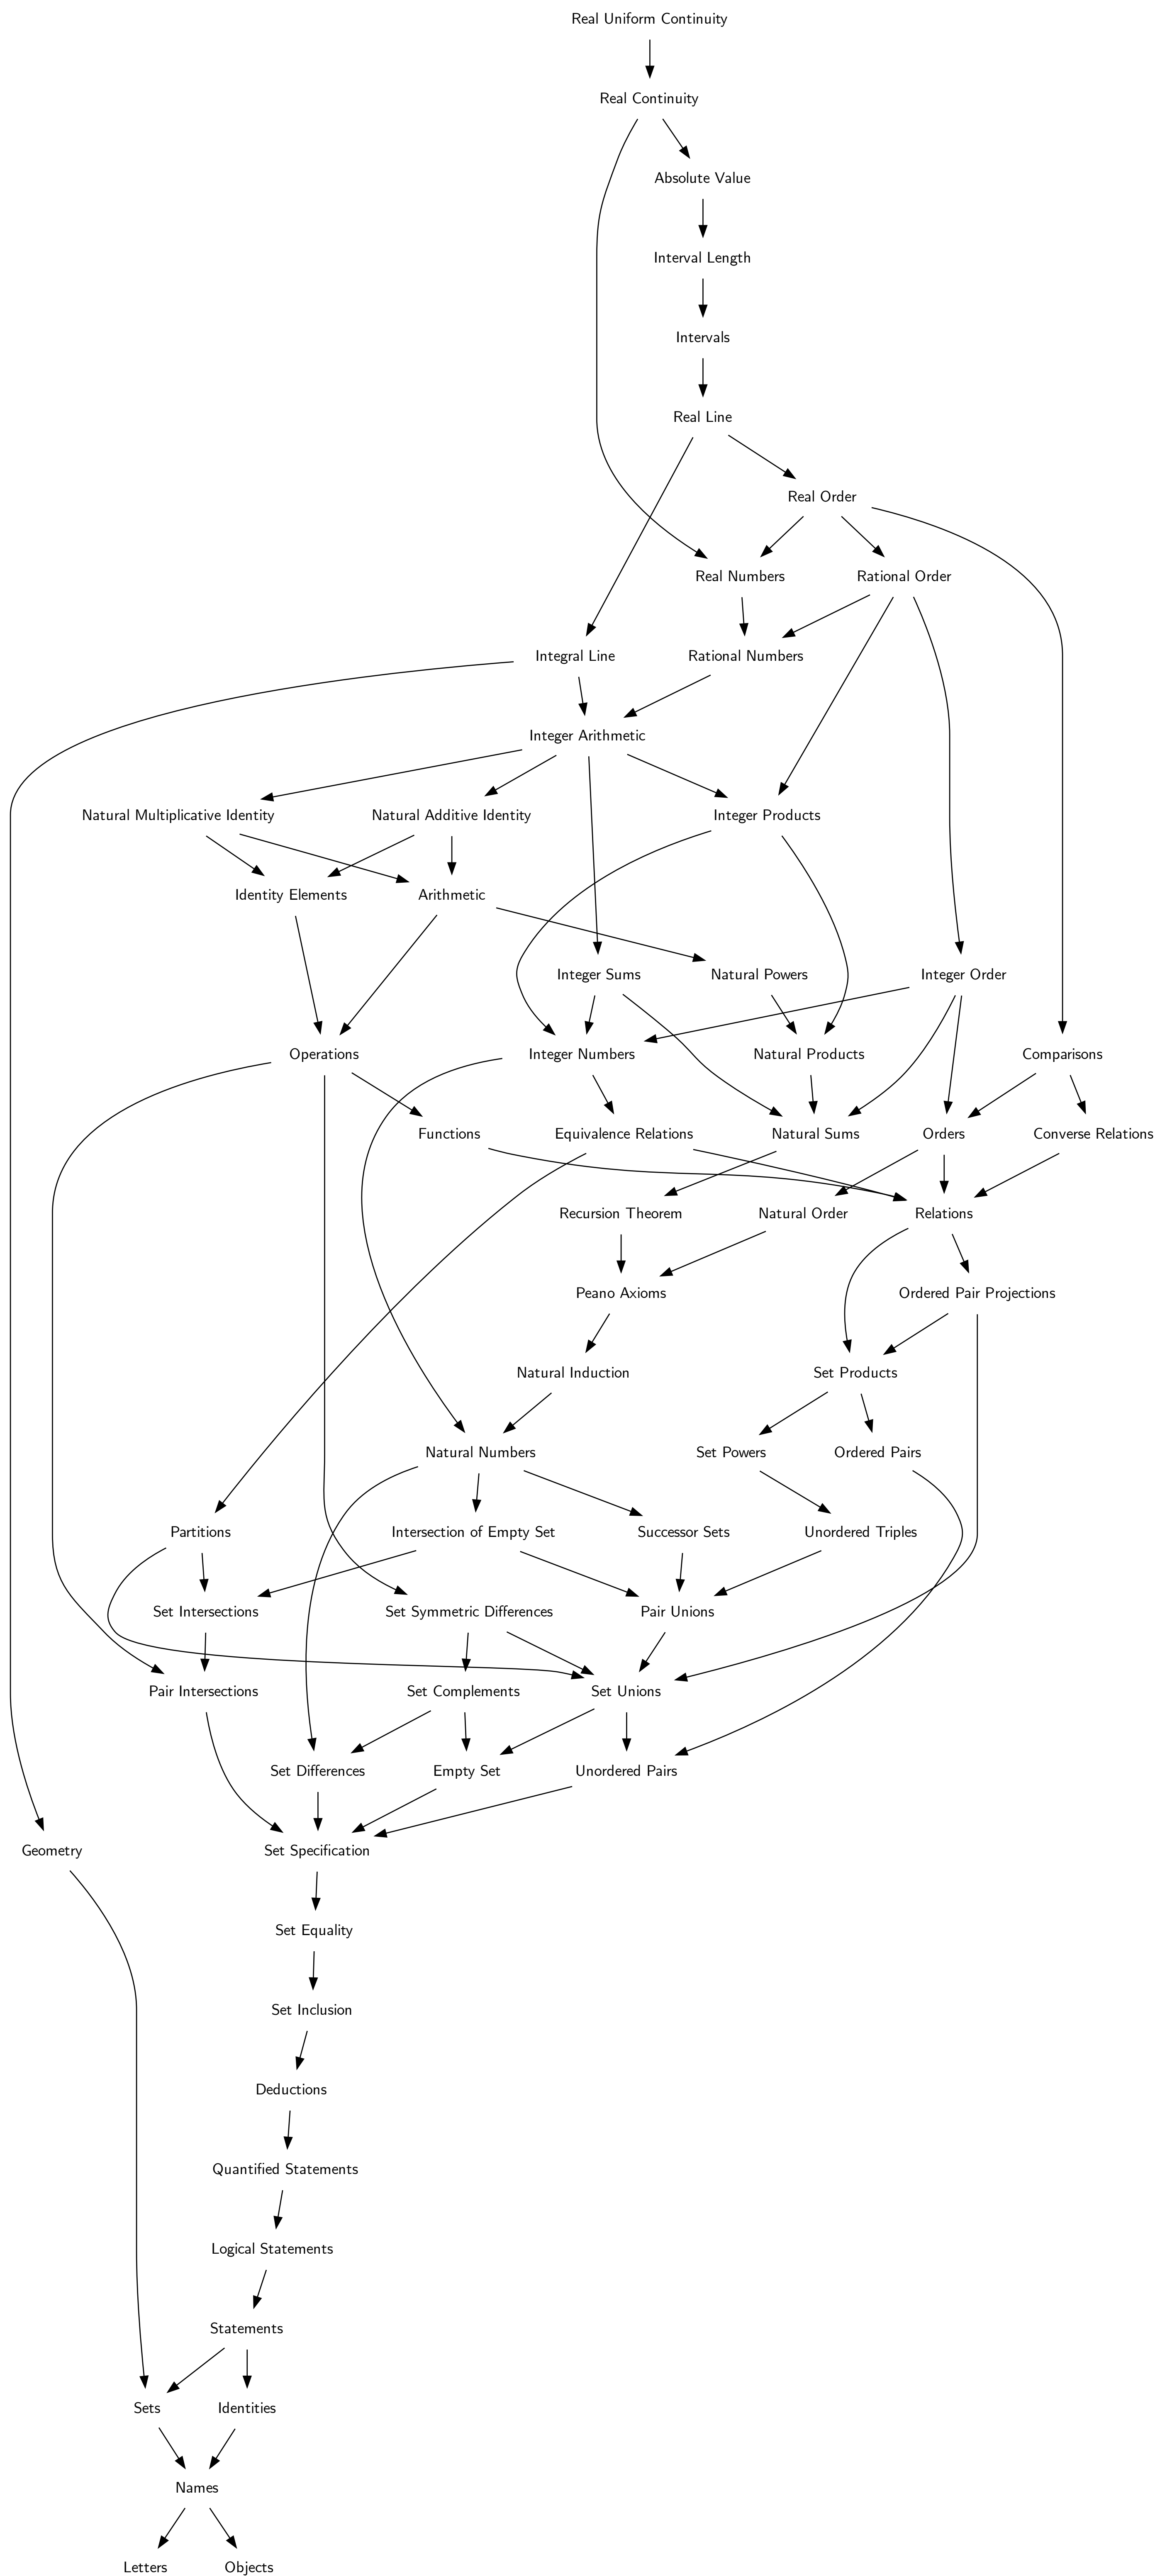 Real Uniform Continuity
Real Continuity
Absolute Value
Interval Length
Intervals
Real Line
Real Order
Real Numbers
Rational Order
Integral Line
Rational Numbers
Integer Arithmetic
Natural Multiplicative Identity
Natural Additive Identity
Integer Products
Identity Elements
Arithmetic
Integer Sums
Natural Powers
Integer Order
Operations
Integer Numbers
Natural Products
Comparisons
Functions
Equivalence Relations
Natural Sums
Orders
Converse Relations
Recursion Theorem
Natural Order
Relations
Peano Axioms
Ordered Pair Projections
Natural Induction
Set Products
Natural Numbers
Set Powers
Ordered Pairs
Partitions
Intersection of Empty Set
Successor Sets
Unordered Triples
Set Intersections
Set Symmetric Differences
Pair Unions
Pair Intersections
Set Complements
Set Unions
Set Differences
Empty Set
Unordered Pairs
Geometry
Set Specification
Set Equality
Set Inclusion
Deductions
Quantified Statements
Logical Statements
Statements
Sets
Identities
Names
Letters
Objects